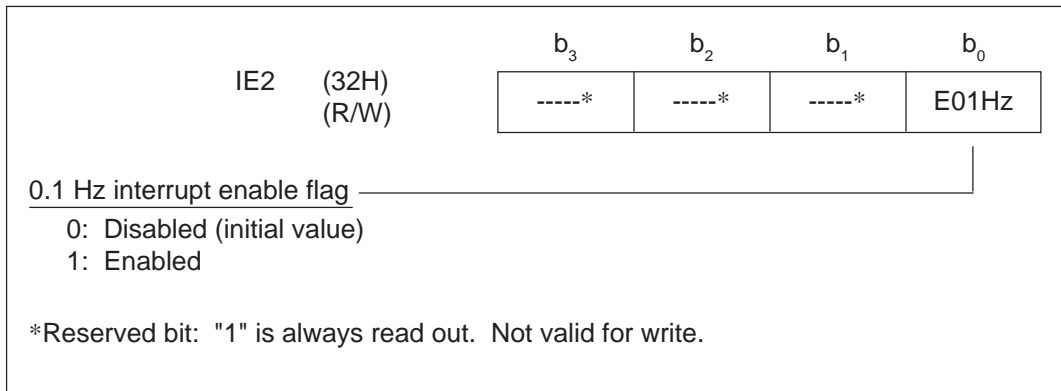 b3 b2 b1 b0
IE2 (32H) -----* -----* -----* E01Hz
(R/W)
0.1 Hz interrupt enable flag
0: Disabled (initial value)
1: Enabled
*Reserved bit: "1" is always read out. Not valid for write.